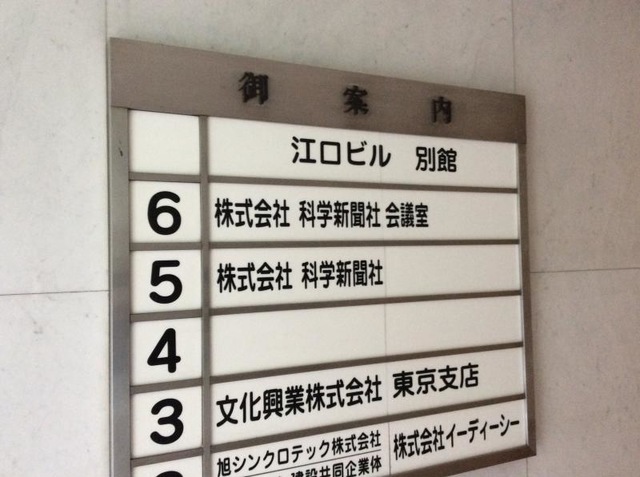 御案内
江口ビル 別館
6 株式会社 科学新聞社 会議室
5 株式会社 科学新聞社
4
3 文化興業株式会社 東京支店
旭シンクロテック株式会社 株式会社イーディーシー
建設共同企業体